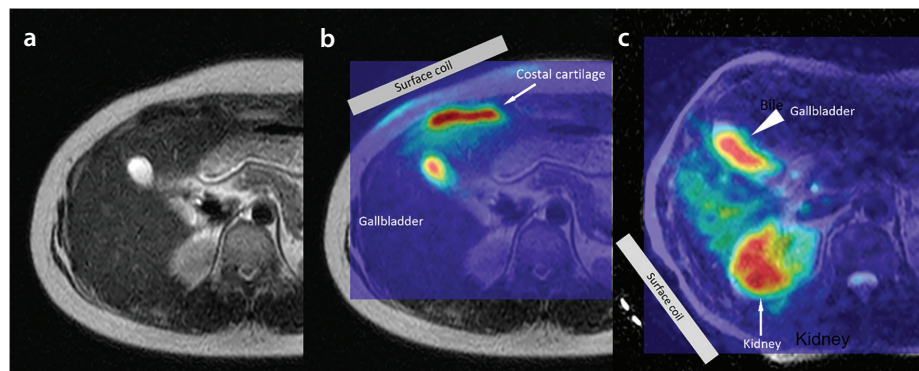 a
b
c
Surface coil
Costal cartilage
Gallbladder
Bile
Gallbladder
Surface coil
Kidney
Kidney